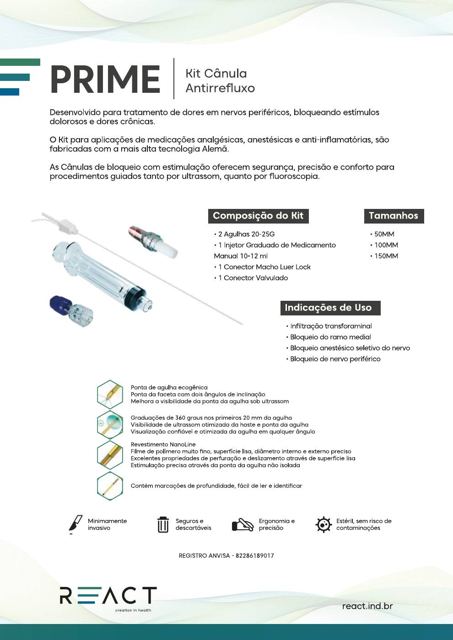 PRIME
Kit Cânula
Antirrefluxo
Desenvolvido para tratamento de dores em nervos periféricos, bloqueando estímulos
dolorosos e dores crônicas.
O Kit para aplicações de medicações analgésicas, anestésicas e anti-inflamatórias, são
fabricadas com a mais alta tecnologia Alemã.
As Cânulas de bloqueio com estimulação oferecem segurança, precisão e conforto para
procedimentos guiados tanto por ultrassom, quanto por fluoroscopia.
Composição do Kit
• 2 Agulhas 20-25G
• 1 Injetor Graduado de Medicamento
Manual 10-12 ml
• 1 Conector Macho Luer Lock
• 1 Conector Valvulado
Tamanhos
• 50MM
• 100MM
• 150MM
Indicações de Uso
• Infiltração transforaminal
• Bloqueio do ramo medial
• Bloqueio anestésico seletivo do nervo
• Bloqueio de nervo periférico
Ponta de agulha ecogênica
Ponta da faceta com dois ângulos de inclinação
Melhora a visibilidade da ponta da agulha sob ultrassom
Graduações de 360 graus nos primeiros 20 mm da agulha
Visibilidade de ultrassom otimizada da haste e ponta da agulha
Visualização confiável e otimizada da agulha em qualquer ângulo
Revestimento NanoLine
Filme de polímero muito fino, superfície lisa, diâmetro interno e externo preciso
Excelentes propriedades de perfuração e deslizamento através de superfície lisa
Estimulação precisa através da ponta da agulha não isolada
Contém marcações de profundidade, fácil de ler e identificar
Minimamente
invasivo
Seguros e
descartáveis
Ergonomia e
precisão
Estéril, sem risco de
contaminações
REGISTRO ANVISA - 82286189017
REACT
creation in health
react.ind.br